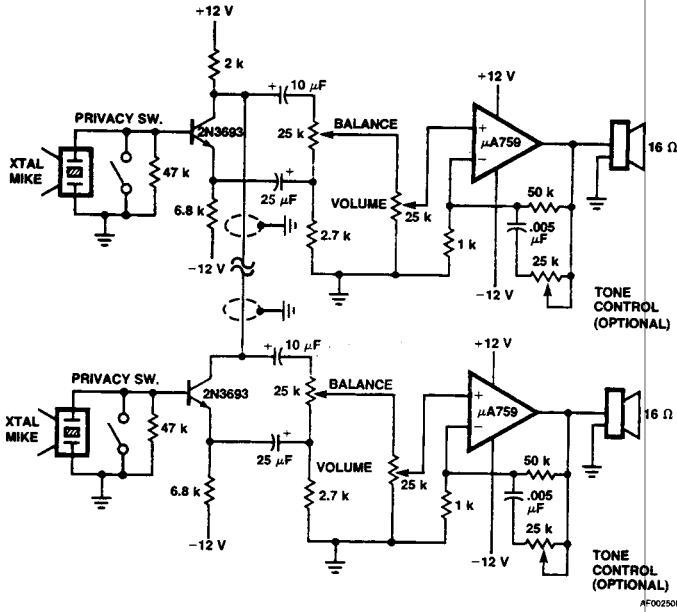 +12 V
2 k
10 µF
+
PRIVACY SW.
2N3693
25 k
BALANCE
+12 V
+
µA759
−
16 Ω
XTAL
MIKE
47 k
+
25 µF
VOLUME
25 k
50 k
6.8 k
2.7 k
1 k
.005
µF
25 k
−12 V
−12 V
TONE
CONTROL
(OPTIONAL)
+12 V
10 µF
+
PRIVACY SW.
2N3693
25 k
BALANCE
+
µA759
−
16 Ω
XTAL
MIKE
47 k
+
25 µF
VOLUME
25 k
50 k
6.8 k
2.7 k
1 k
.005
µF
25 k
−12 V
−12 V
TONE
CONTROL
(OPTIONAL)